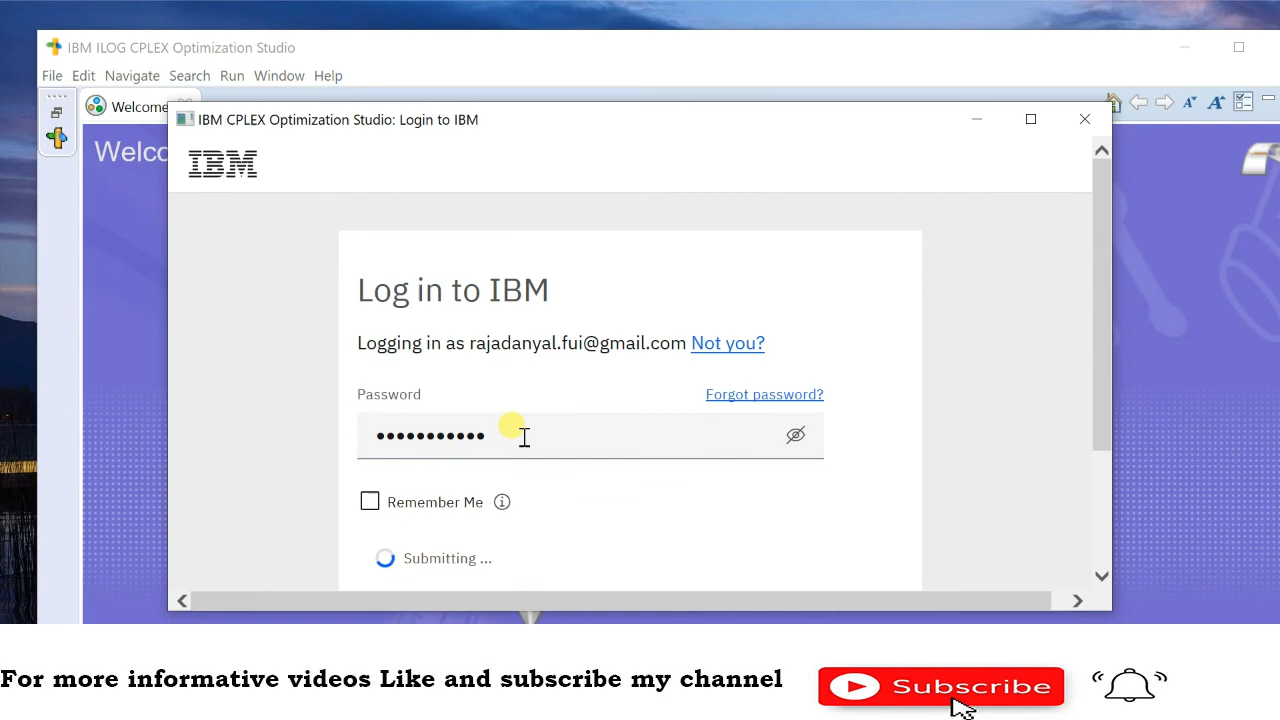 IBM ILOG CPLEX Optimization Studio
File Edit Navigate Search Run Window Help
Welcome
A A
Welco
IBM CPLEX Optimization Studio: Login to IBM
IBM
Log in to IBM
Logging in as rajadanyal.fui@gmail.com Not you?
Password Forgot password?
•••••••••••
Remember Me
Submitting ...
For more informative videos Like and subscribe my channel
Subscribe